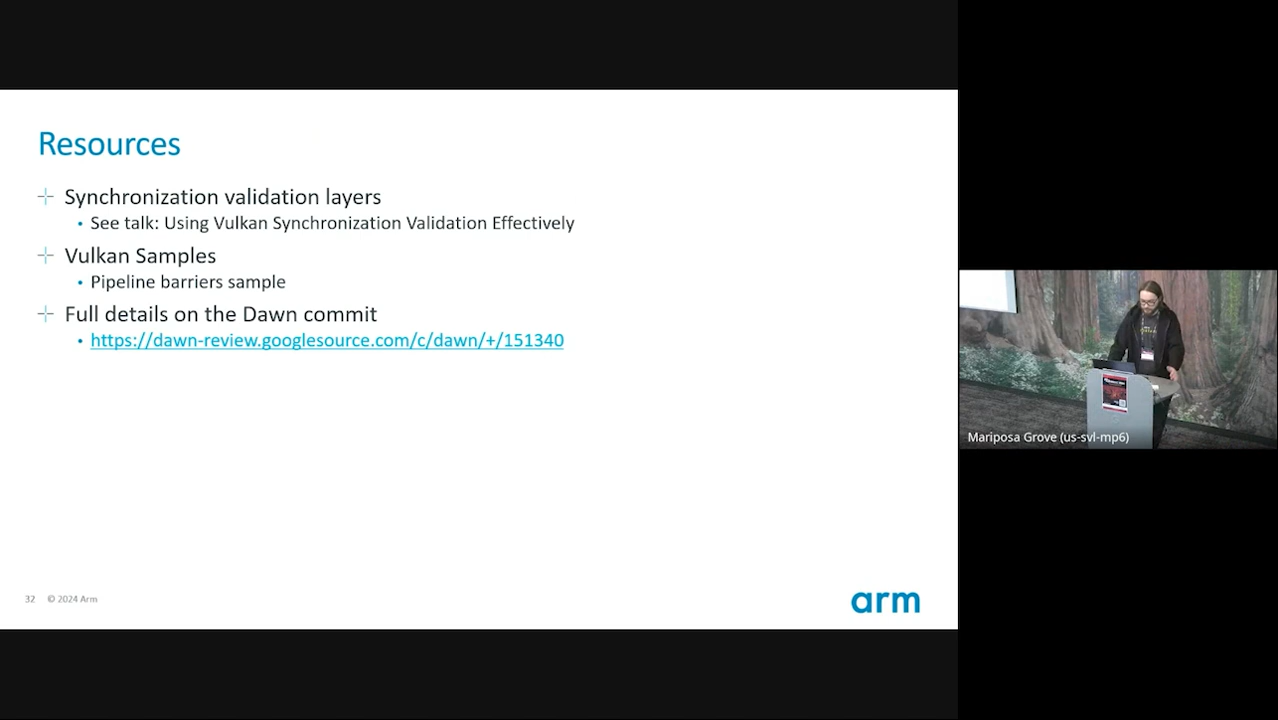 Resources
Synchronization validation layers
• See talk: Using Vulkan Synchronization Validation Effectively
Vulkan Samples
• Pipeline barriers sample
Full details on the Dawn commit
• https://dawn-review.googlesource.com/c/dawn/+/151340
32 © 2024 Arm
arm
Mariposa Grove (us-svl-mp6)